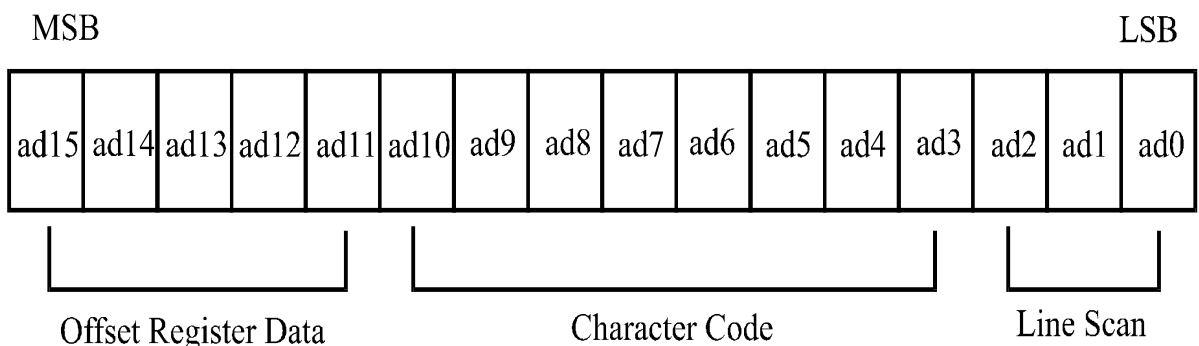 MSB LSB
ad15 ad14 ad13 ad12 ad11 ad10 ad9 ad8 ad7 ad6 ad5 ad4 ad3 ad2 ad1 ad0
Offset Register Data Character Code Line Scan